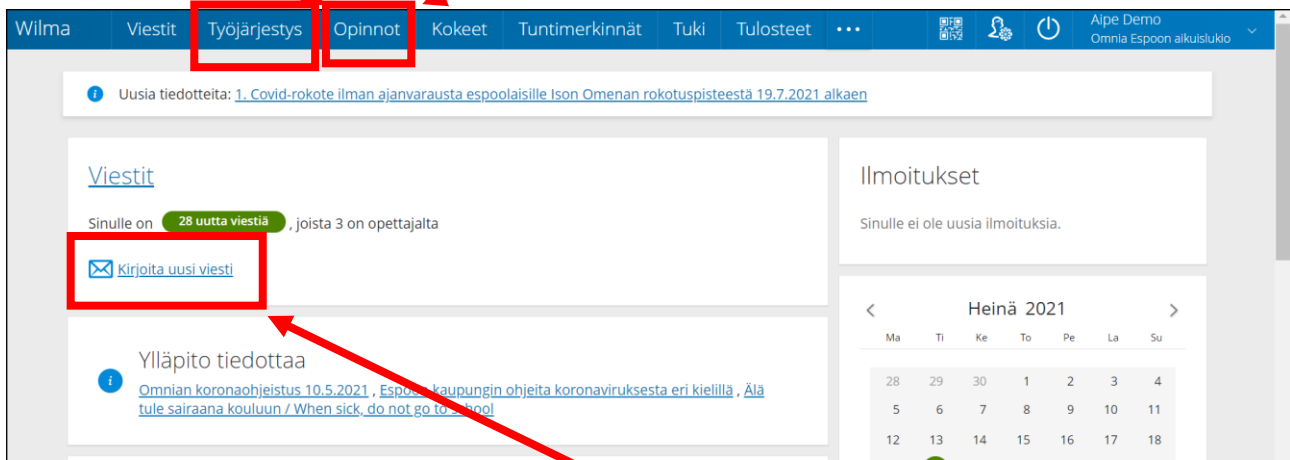 Wilma Viestit Työjärjestys Opinnot Kokeet Tuntimerkinnät Tuki Tulosteet ••• Aipe Demo
Omnia Espoon aikuislukio
Uusia tiedotteita: 1. Covid-rokote ilman ajanvarausta espoolaisille Ison Omenan rokotuspisteestä 19.7.2021 alkaen
Viestit
Sinulle on 28 uutta viestiä , joista 3 on opettajalta
Kirjoita uusi viesti
Ylläpito tiedottaa
Omnian koronaohjeistus 10.5.2021 , Espoon kaupungin ohjeita koronaviruksesta eri kielillä , Älä
tule sairaana kouluun / When sick, do not go to school
Ilmoitukset
Sinulle ei ole uusia ilmoituksia.
< Heinä 2021 >
Ma Ti Ke To Pe La Su
28 29 30 1 2 3 4
5 6 7 8 9 10 11
12 13 14 15 16 17 18